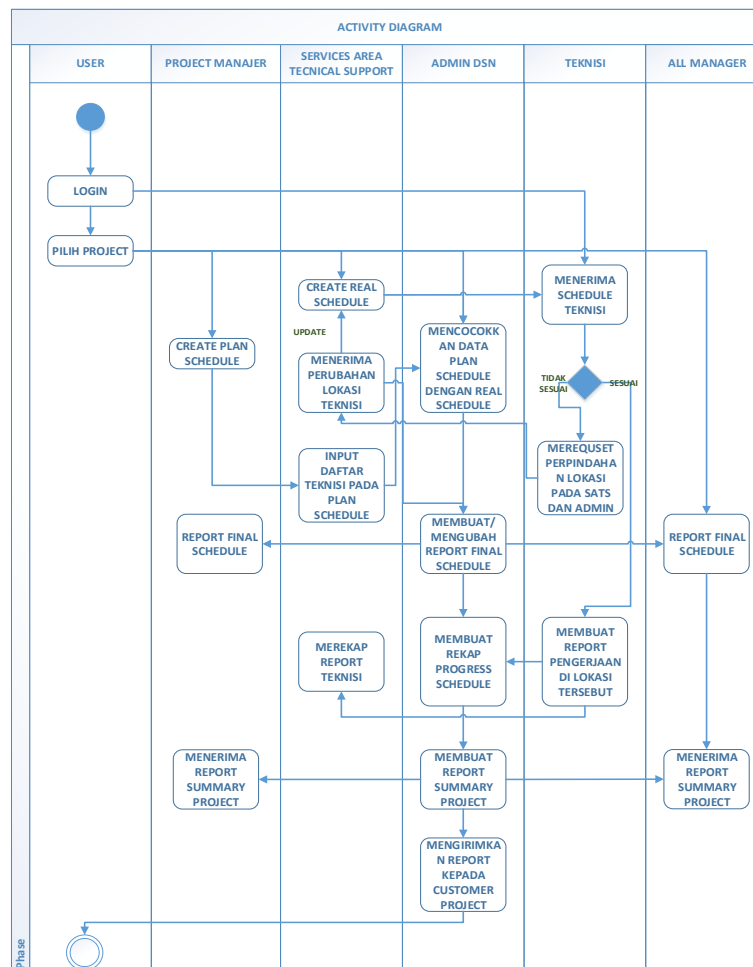 ACTIVITY DIAGRAM
USER
PROJECT MANAJER
SERVICES AREA
TECNICAL SUPPORT
ADMIN DSN
TEKNISI
ALL MANAGER
LOGIN
PILIH PROJECT
CREATE REAL
SCHEDULE
MENERIMA
SCHEDULE
TEKNISI
UPDATE
CREATE PLAN
SCHEDULE
MENERIMA
PERUBAHAN
LOKASI
TEKNISI
MENCOCOKK
AN DATA
PLAN
SCHEDULE
DENGAN REAL
SCHEDULE
TIDAK
SESUAI
SESUAI
INPUT
DAFTAR
TEKNISI PADA
PLAN
SCHEDULE
MEREQUSET
PERPINDAHA
N LOKASI
PADA SATS
DAN ADMIN
REPORT FINAL
SCHEDULE
MEMBUAT/
MENGUBAH
REPORT FINAL
SCHEDULE
REPORT FINAL
SCHEDULE
MEREKAP
REPORT
TEKNISI
MEMBUAT
REKAP
PROGRESS
SCHEDULE
MEMBUAT
REPORT
PENGERJAAN
DI LOKASI
TERSEBUT
MENERIMA
REPORT
SUMMARY
PROJECT
MEMBUAT
REPORT
SUMMARY
PROJECT
MENERIMA
REPORT
SUMMARY
PROJECT
MENGIRIMKA
N REPORT
KEPADA
CUSTOMER
PROJECT
Phase